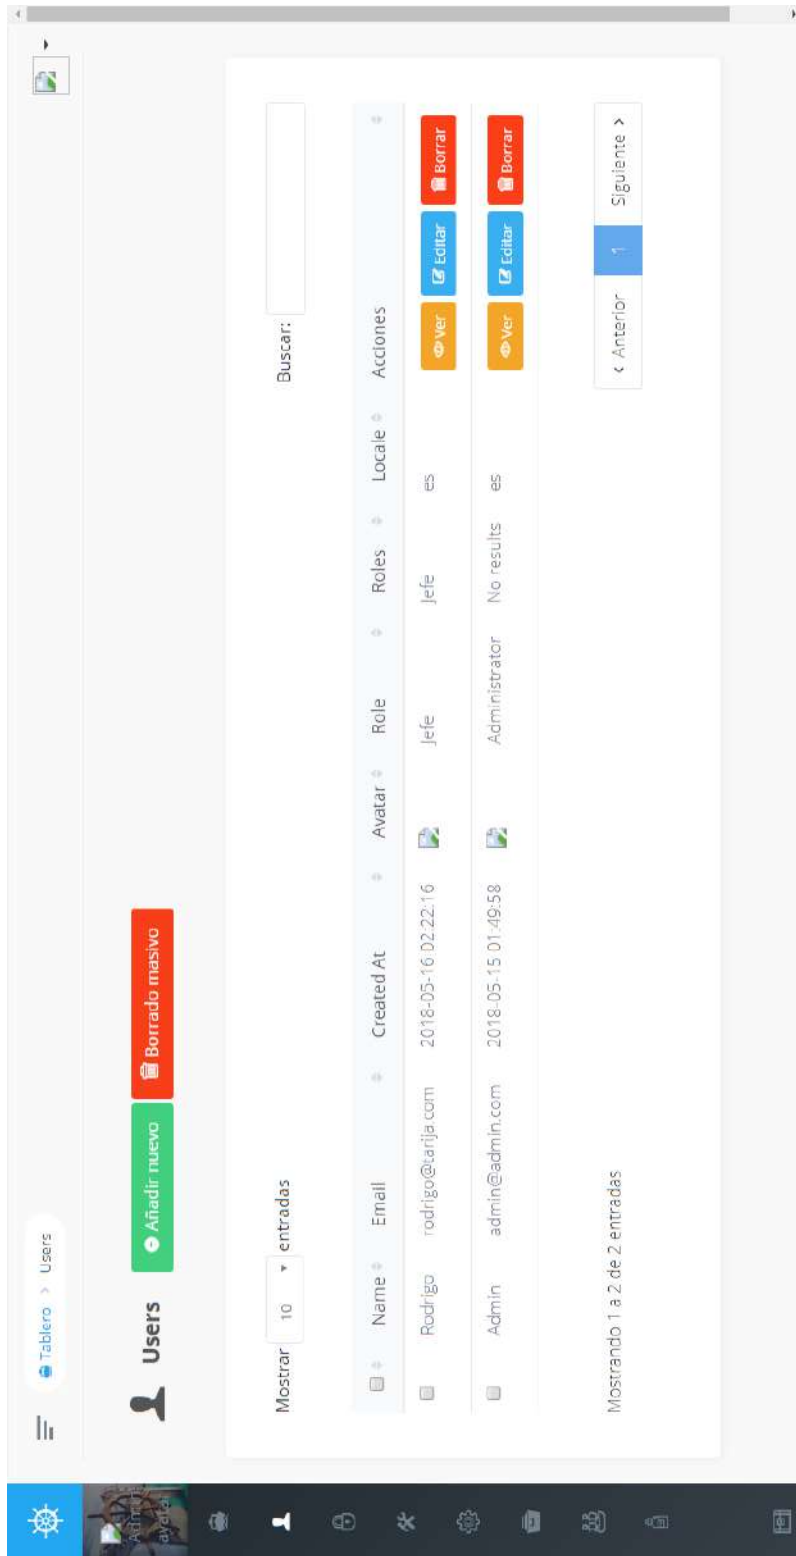 Tablero > Users
Users
Añadir nuevo
Borrado masivo
Mostrar 10 entradas
Buscar:
Name Email Created At Avatar Role Roles Locale Acciones
Rodrigo rodrigo@tarija.com 2018-05-16 02:22:16 Jefe Jefe es Ver Editar Borrar
Admin admin@admin.com 2018-05-15 01:49:58 Administrator No results es Ver Editar Borrar
Mostrando 1 a 2 de 2 entradas
< Anterior 1 Siguiente >
Admin
avatar